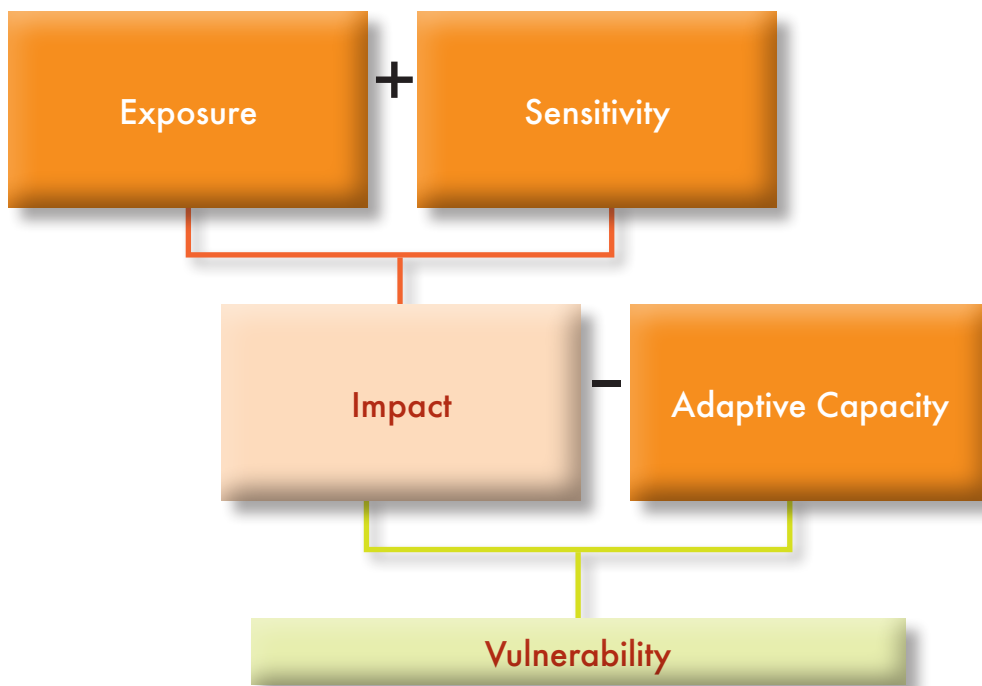 Exposure
+
Sensitivity
Impact
–
Adaptive Capacity
Vulnerability